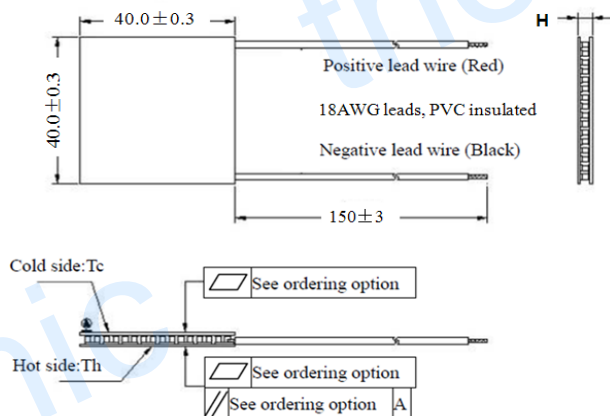 40.0±0.3
H
40.0±0.3
Positive lead wire (Red)
18AWG leads, PVC insulated
Negative lead wire (Black)
150±3
Cold side:Tc
See ordering option
A
Hot side:Th
See ordering option
See ordering option A